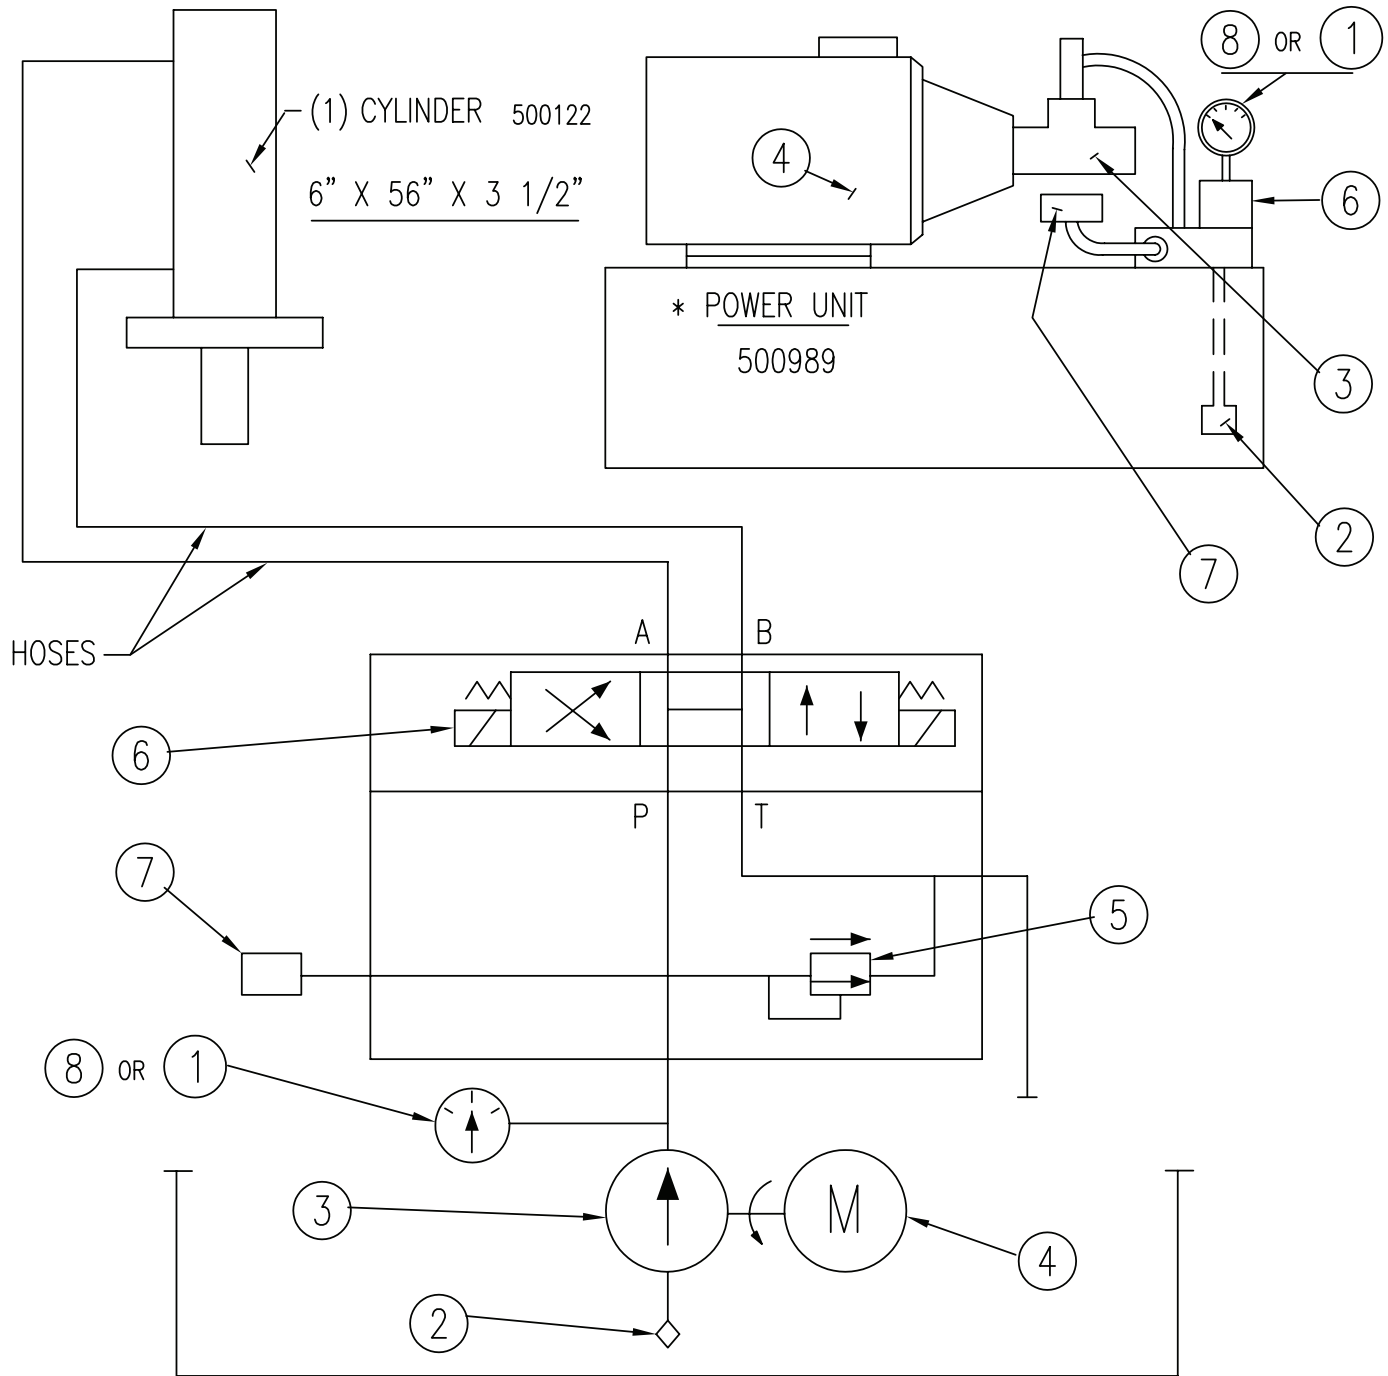 8 OR 1
(1) CYLINDER 500122
4
6” X 56” X 3 1/2”
6
* POWER UNIT
500989
3
2
7
HOSES
A B
6
P T
7
5
8 OR 1
3
M
4
2